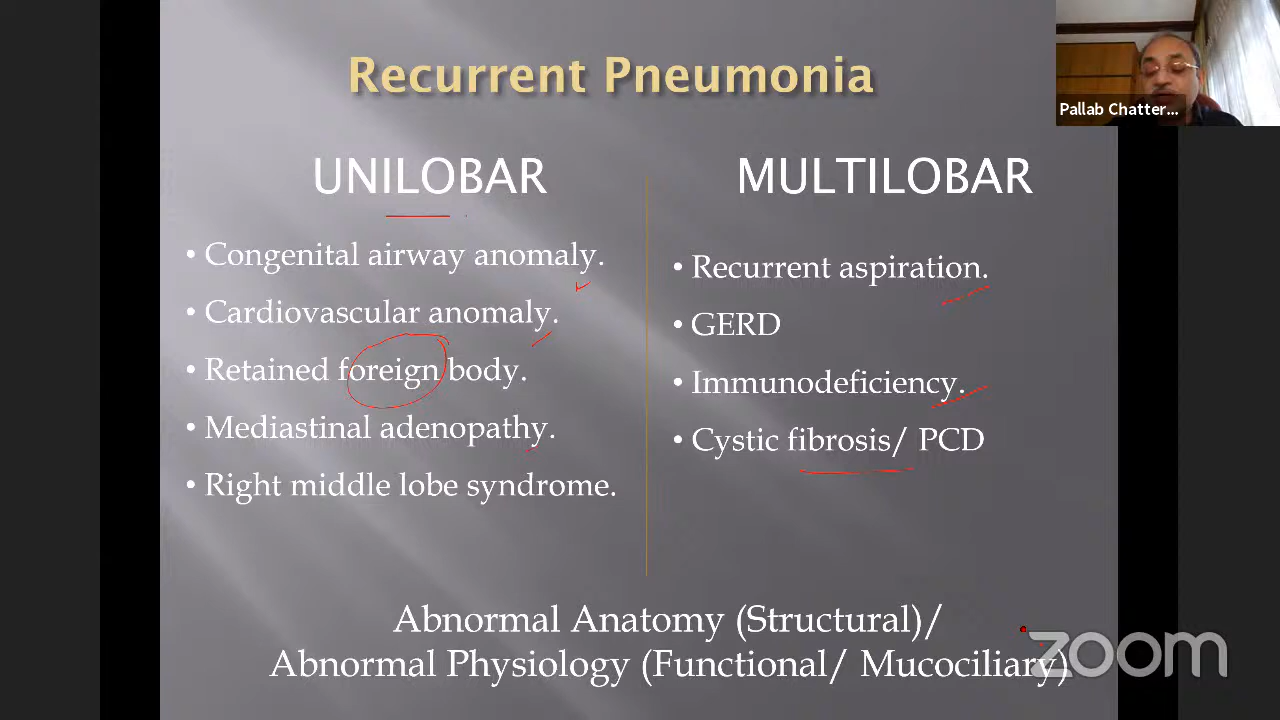 Recurrent Pneumonia
Pallab Chatter...
UNILOBAR
• Congenital airway anomaly.
• Cardiovascular anomaly.
• Retained foreign body.
• Mediastinal adenopathy.
• Right middle lobe syndrome.
MULTILOBAR
• Recurrent aspiration.
• GERD
• Immunodeficiency.
• Cystic fibrosis/ PCD
Abnormal Anatomy (Structural)/
Abnormal Physiology (Functional/ Mucociliary)
zoom